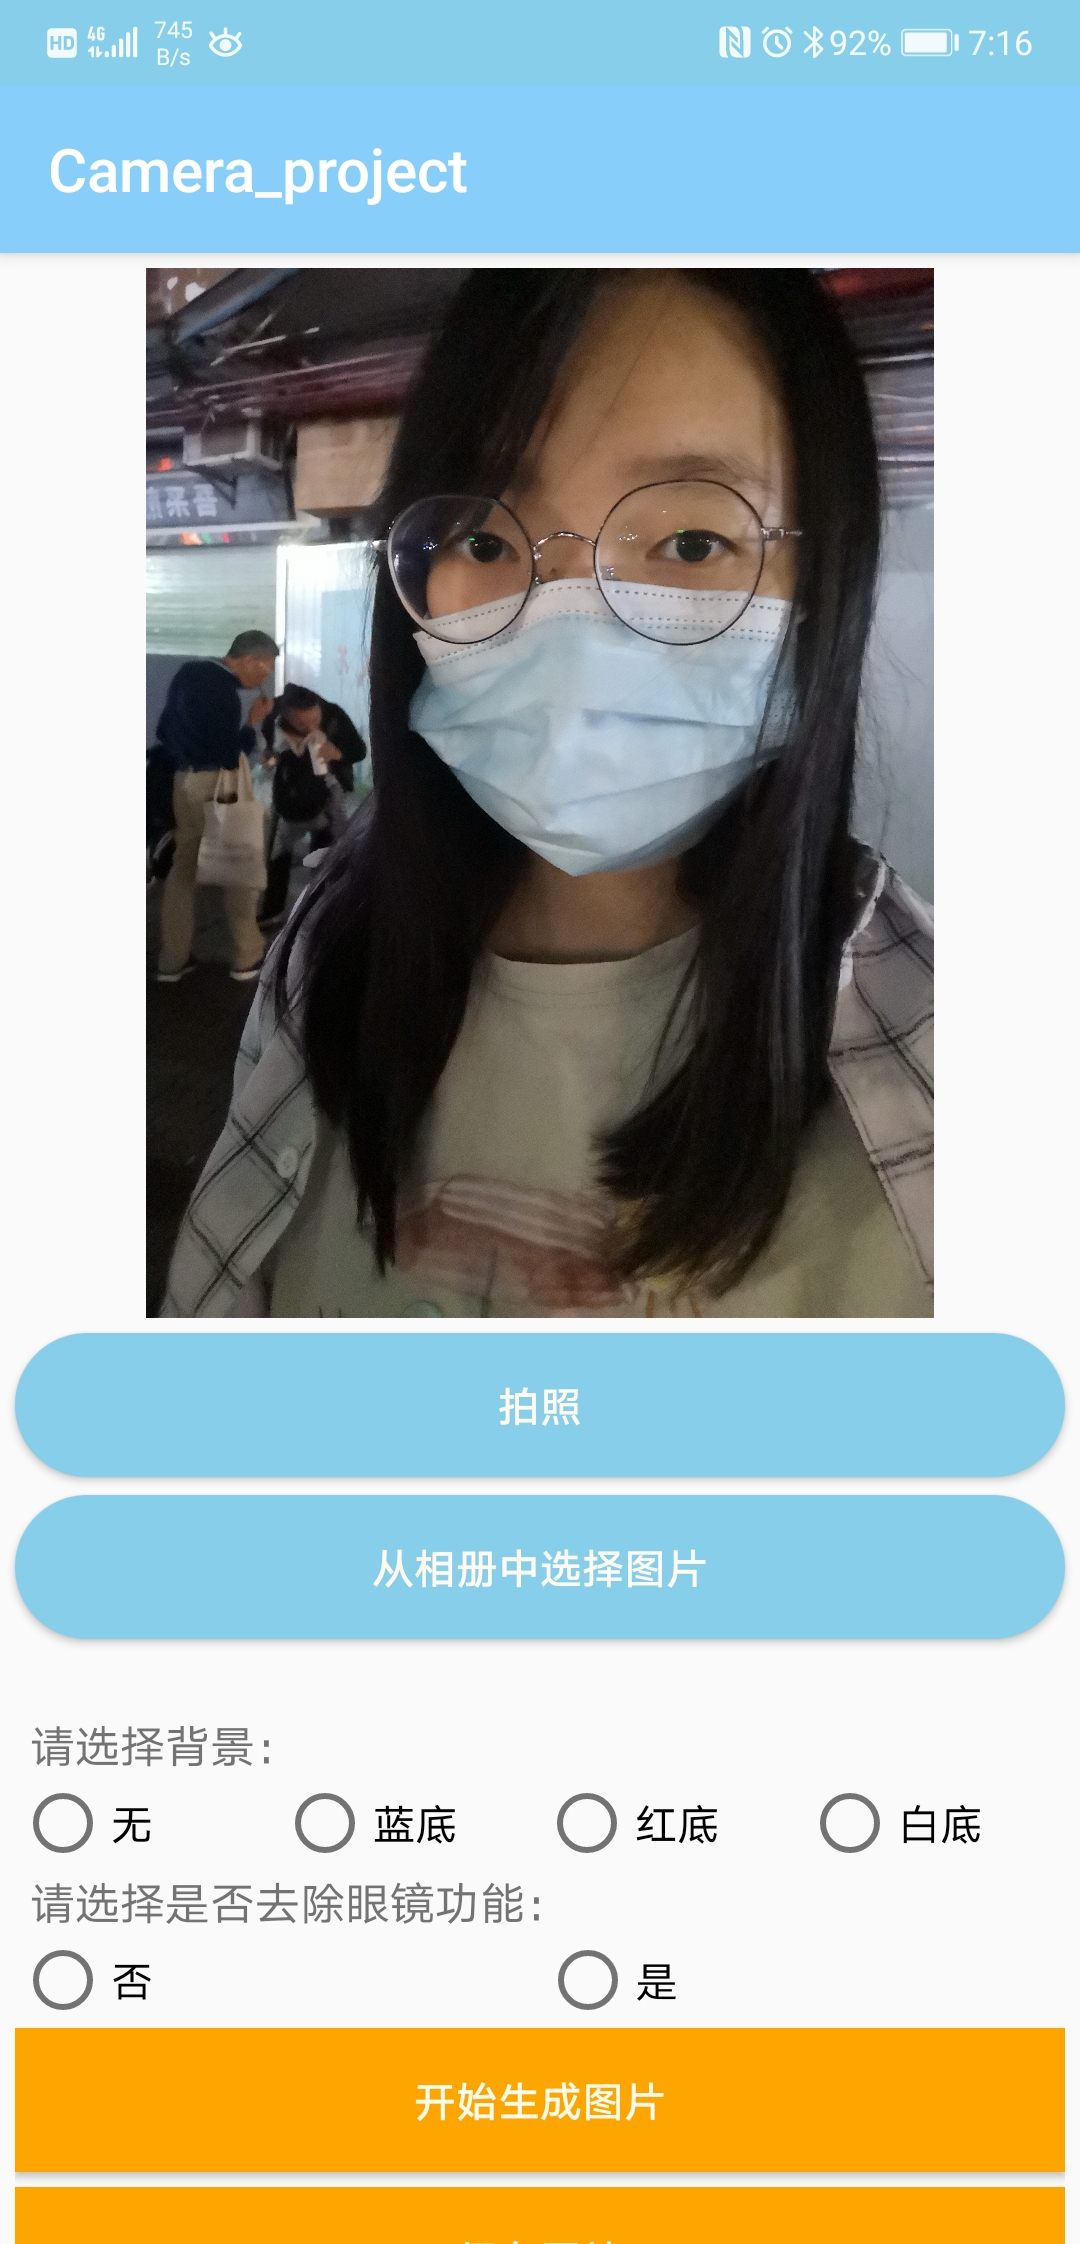 HD 4G 745 B/s 92% 7:16
Camera_project
拍照
从相册中选择图片
请选择背景:
无 蓝底 红底 白底
请选择是否去除眼镜功能:
否 是
开始生成图片